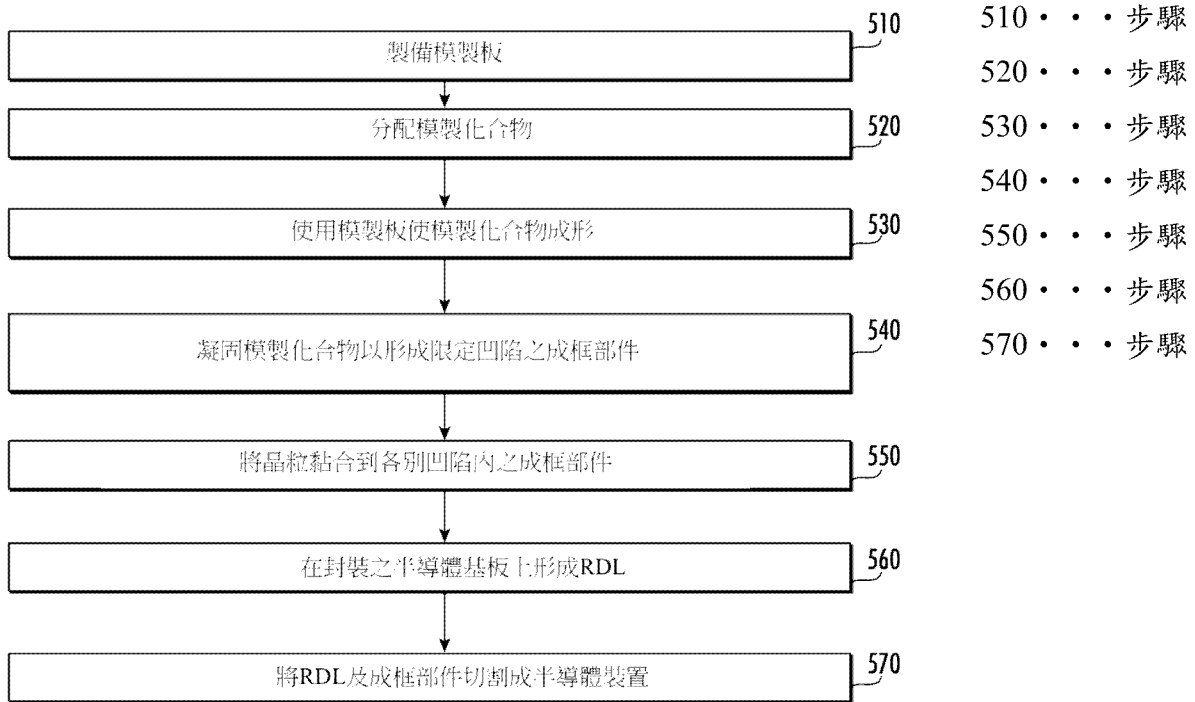 製備模製板
510
分配模製化合物
520
使用模製板使模製化合物成形
530
凝固模製化合物以形成限定凹陷之成框部件
540
將晶粒黏合到各別凹陷內之成框部件
550
在封裝之半導體基板上形成RDL
560
將RDL及成框部件切割成半導體裝置
570
510・・・步驟
520・・・步驟
530・・・步驟
540・・・步驟
550・・・步驟
560・・・步驟
570・・・步驟